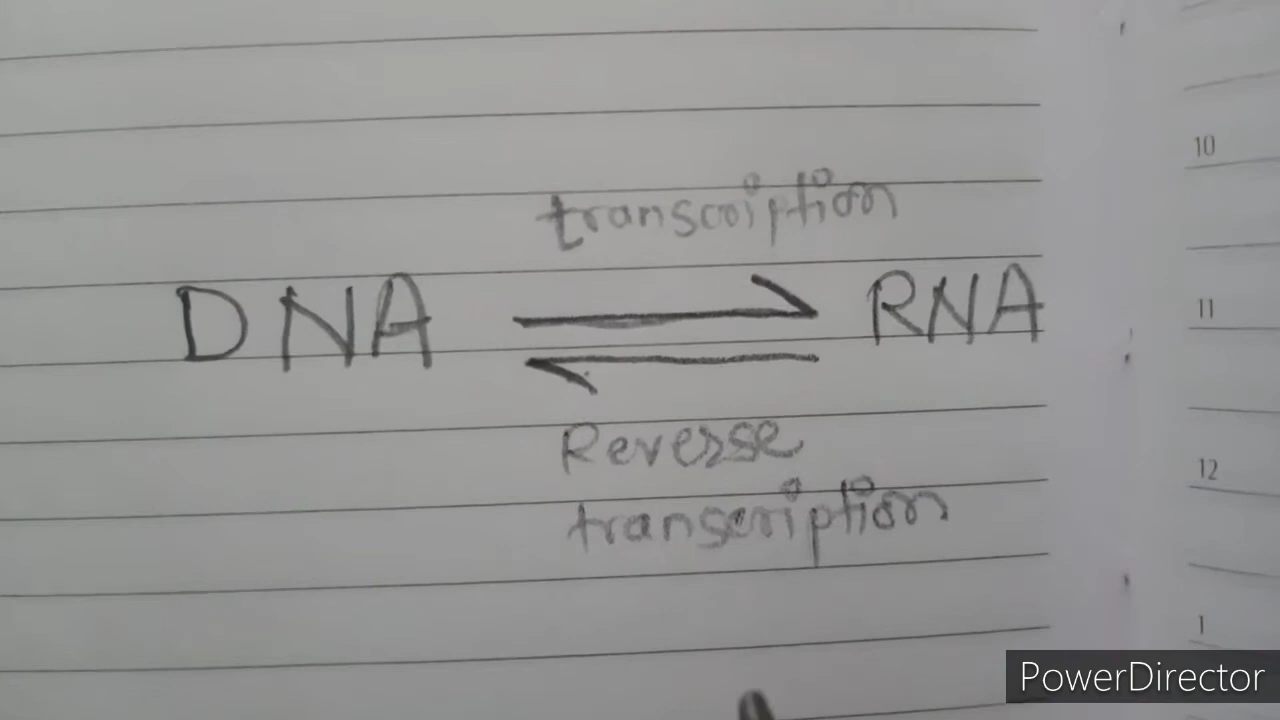 transcription
DNA ⇌ RNA
Reverse
transcription
10
11
12
1
PowerDirector